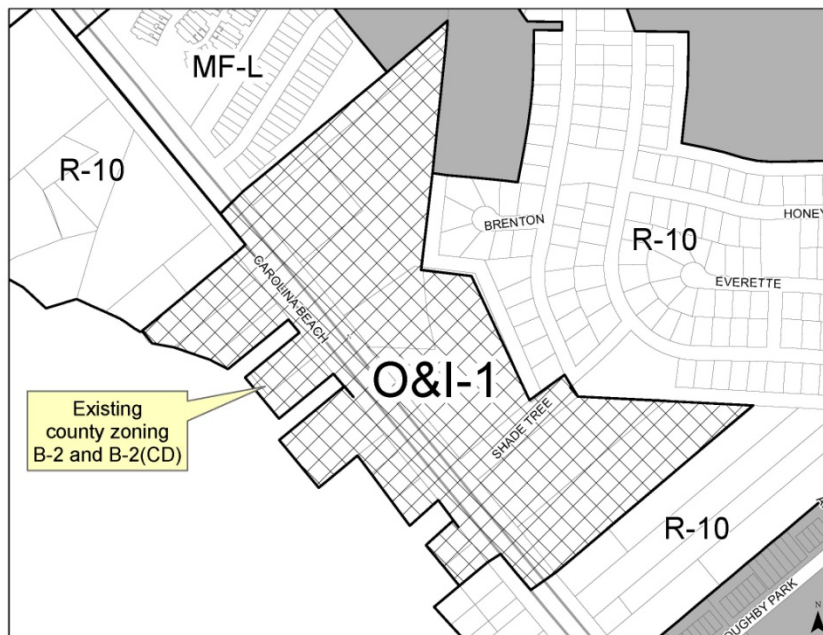 MF-L
R-10
BRENTON
HONEY
R-10
EVERETTE
CAROLINA BEACH
O&I-1
Existing
county zoning
B-2 and B-2(CD)
SHADE TREE
R-10
OUGHBY PARK
N